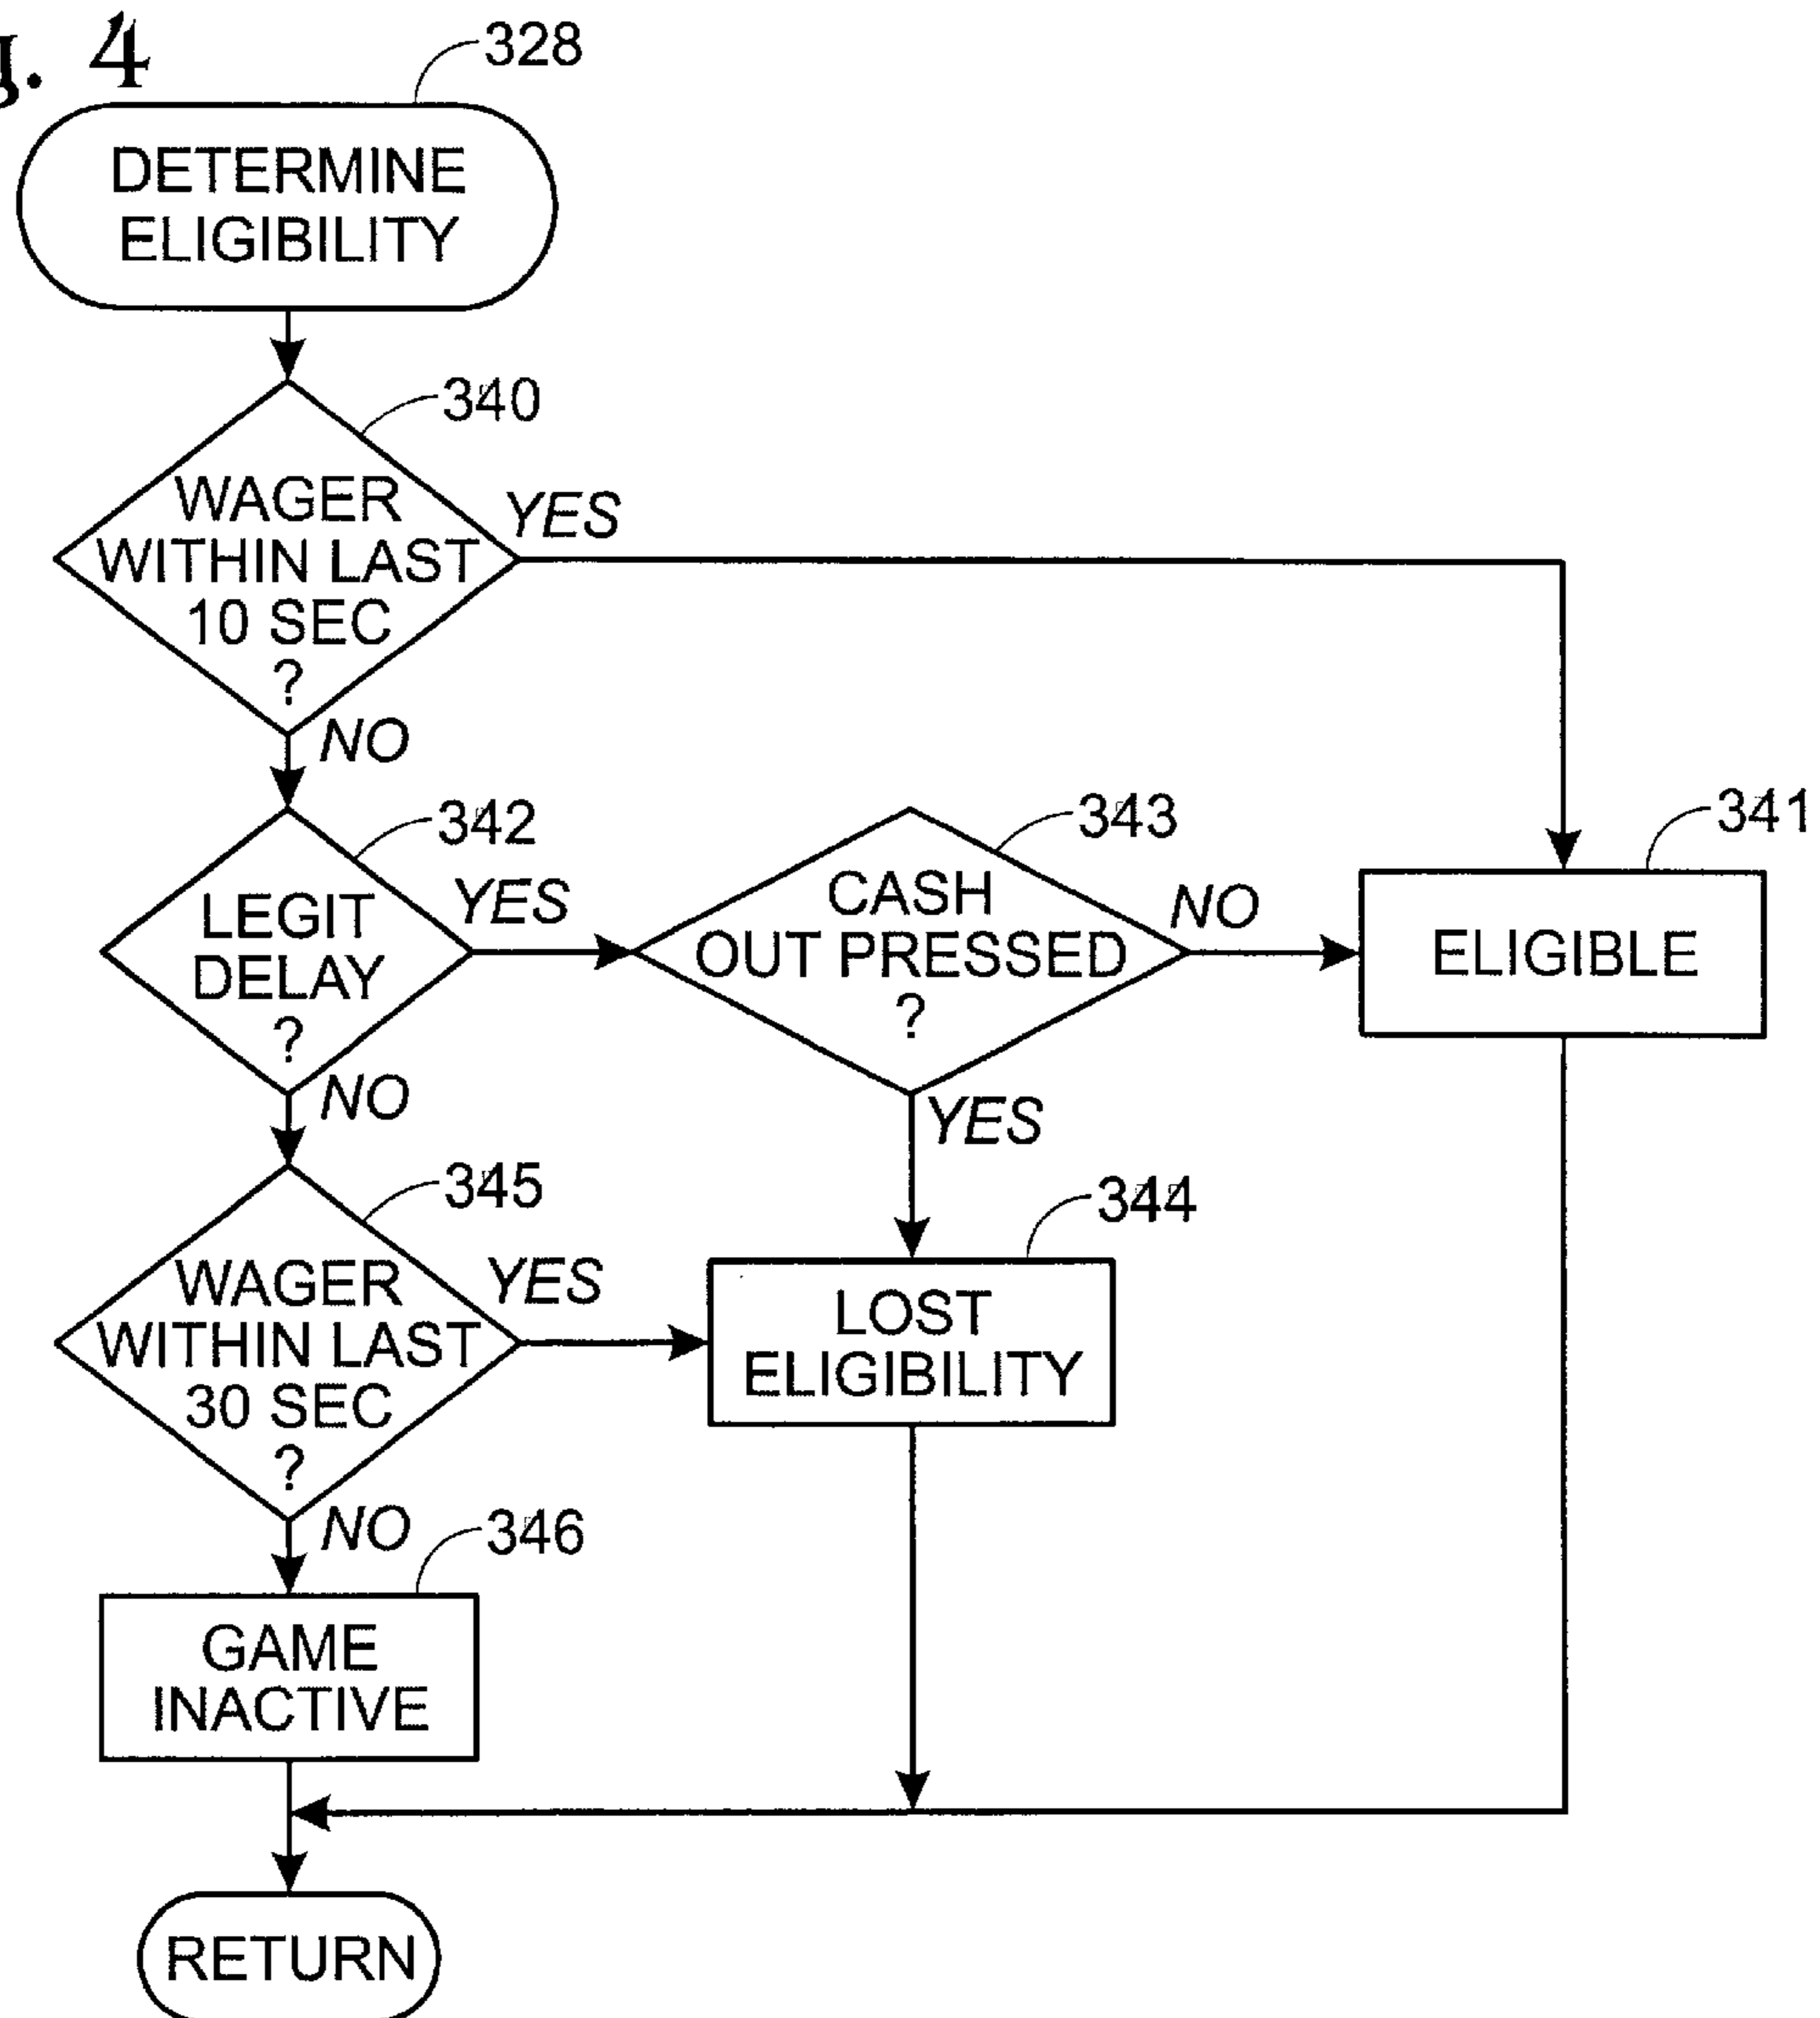 4
328
DETERMINE
ELIGIBILITY
340
WAGER
WITHIN LAST
10 SEC
?
YES
NO
342
LEGIT
DELAY
?
YES
NO
343
CASH
OUT PRESSED
?
NO
YES
341
ELIGIBLE
345
WAGER
WITHIN LAST
30 SEC
?
YES
NO
344
LOST
ELIGIBILITY
346
GAME
INACTIVE
RETURN